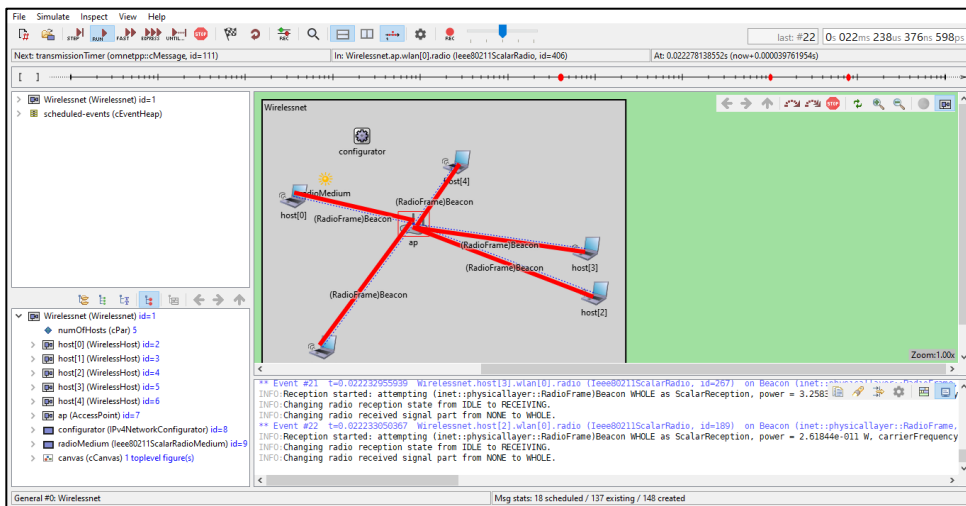 File Simulate Inspect View Help
STEP RUN FAST EXPRESS UNTIL... STOP REC REC last: #22 0s 022ms 238us 376ns 598ps
Next: transmissionTimer (omnetpp::cMessage, id=111) In: Wirelessnet.ap.wlan[0].radio (Ieee80211ScalarRadio, id=406) At: 0.022278138552s (now+0.000039761954s)
[ ]
Wirelessnet (Wirelessnet) id=1
scheduled-events (cEventHeap)
Wirelessnet
STOP
configurator
host[4]
radioMedium
(RadioFrame)Beacon
host[0]
(RadioFrame)Beacon
ap
(RadioFrame)Beacon
host[3]
(RadioFrame)Beacon
(RadioFrame)Beacon
host[2]
Zoom:1.00x
Wirelessnet (Wirelessnet) id=1
numOfHosts (cPar) 5
host[0] (WirelessHost) id=2
host[1] (WirelessHost) id=3
host[2] (WirelessHost) id=4
host[3] (WirelessHost) id=5
host[4] (WirelessHost) id=6
ap (AccessPoint) id=7
configurator (IPv4NetworkConfigurator) id=8
radioMedium (Ieee80211ScalarRadioMedium) id=9
canvas (cCanvas) 1 toplevel figure(s)
** Event #21 t=0.022232955939 Wirelessnet.host[3].wlan[0].radio (Ieee80211ScalarRadio, id=267) on Beacon (inet::physicallayer::RadioFrame,
INFO:Reception started: attempting (inet::physicallayer::RadioFrame)Beacon WHOLE as ScalarReception, power = 3.2583
INFO:Changing radio reception state from IDLE to RECEIVING.
INFO:Changing radio received signal part from NONE to WHOLE.
** Event #22 t=0.022233050367 Wirelessnet.host[2].wlan[0].radio (Ieee80211ScalarRadio, id=189) on Beacon (inet::physicallayer::RadioFrame,
INFO:Reception started: attempting (inet::physicallayer::RadioFrame)Beacon WHOLE as ScalarReception, power = 2.61844e-011 W, carrierFrequency
INFO:Changing radio reception state from IDLE to RECEIVING.
INFO:Changing radio received signal part from NONE to WHOLE.
General #0: Wirelessnet Msg stats: 18 scheduled / 137 existing / 148 created